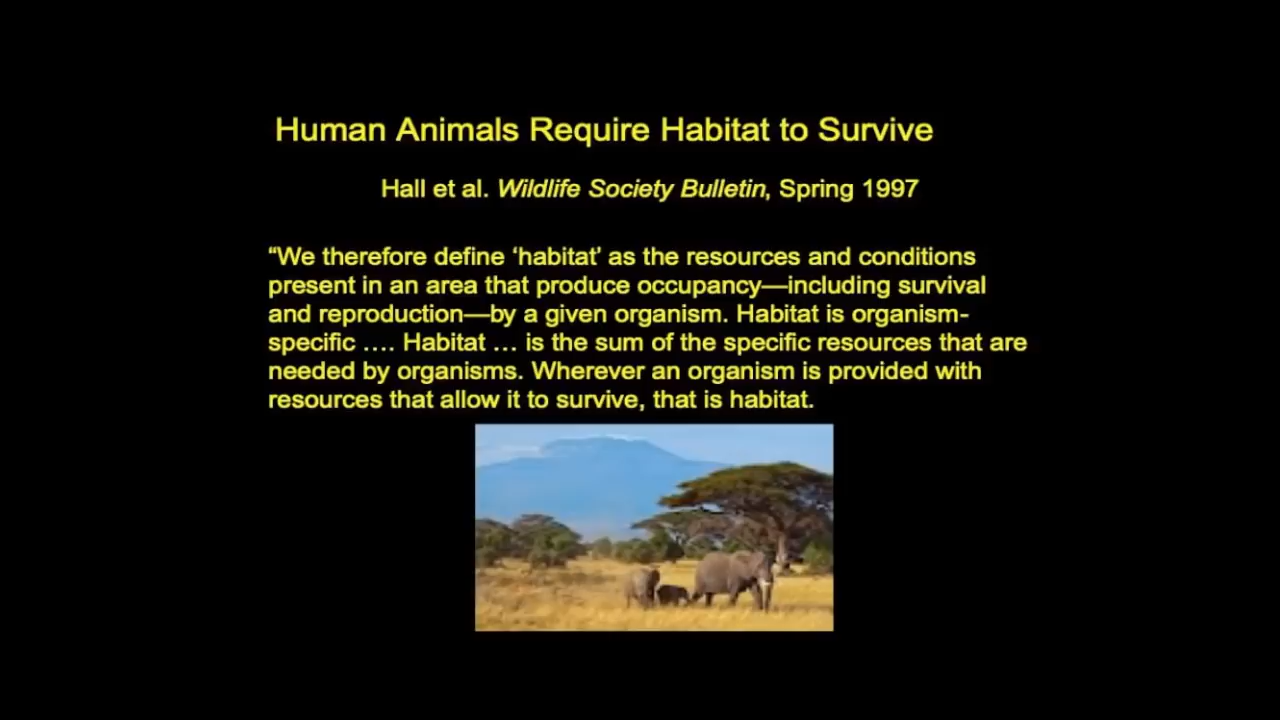 Human Animals Require Habitat to Survive
Hall et al. Wildlife Society Bulletin, Spring 1997
“We therefore define ‘habitat’ as the resources and conditions
present in an area that produce occupancy—including survival
and reproduction—by a given organism. Habitat is organism-
specific …. Habitat … is the sum of the specific resources that are
needed by organisms. Wherever an organism is provided with
resources that allow it to survive, that is habitat.